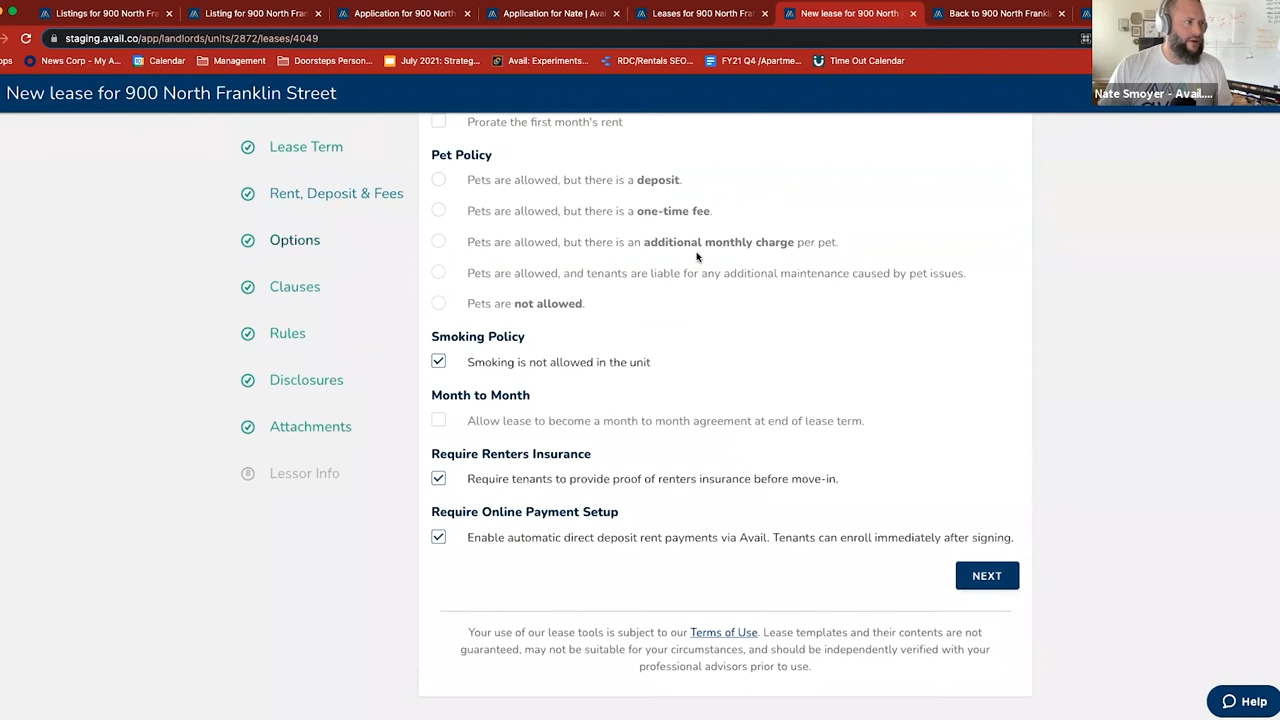 Listings for 900 North Fra
Listing for 900 North Fran
Application for 900 North
Application for Nate | Ava
Leases for 900 North Fran
New lease for 900 North
Back to 900 North Franklin
staging.avail.co/app/landlords/units/2872/leases/4049
ops
News Corp - My A...
Calendar
Management
Doorsteps Person...
July 2021: Strateg...
Avail: Experiments...
RDC/Rentals SEO...
FY21 Q4 /Apartme...
Time Out Calendar
Nate Smoyer - Avail....
New lease for 900 North Franklin Street
Lease Term
Rent, Deposit & Fees
Options
Clauses
Rules
Disclosures
Attachments
8 Lessor Info
Prorate the first month's rent
Pet Policy
Pets are allowed, but there is a deposit.
Pets are allowed, but there is a one-time fee.
Pets are allowed, but there is an additional monthly charge per pet.
Pets are allowed, and tenants are liable for any additional maintenance caused by pet issues.
Pets are not allowed.
Smoking Policy
Smoking is not allowed in the unit
Month to Month
Allow lease to become a month to month agreement at end of lease term.
Require Renters Insurance
Require tenants to provide proof of renters insurance before move-in.
Require Online Payment Setup
Enable automatic direct deposit rent payments via Avail. Tenants can enroll immediately after signing.
NEXT
Your use of our lease tools is subject to our Terms of Use. Lease templates and their contents are not
guaranteed, may not be suitable for your circumstances, and should be independently verified with your
professional advisors prior to use.
Help